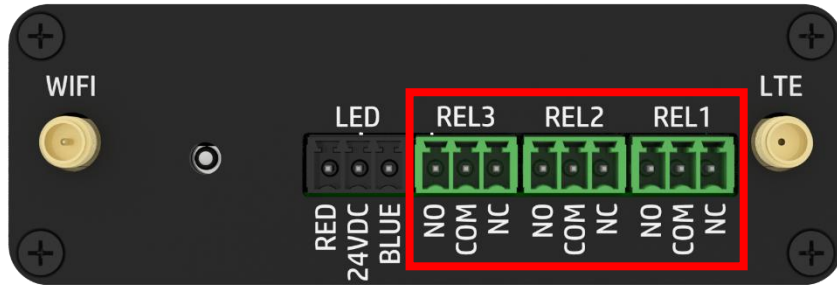 WIFI
LTE
LED REL3 REL2 REL1
RED 24VDC BLUE NO COM NC NO COM NC NO COM NC